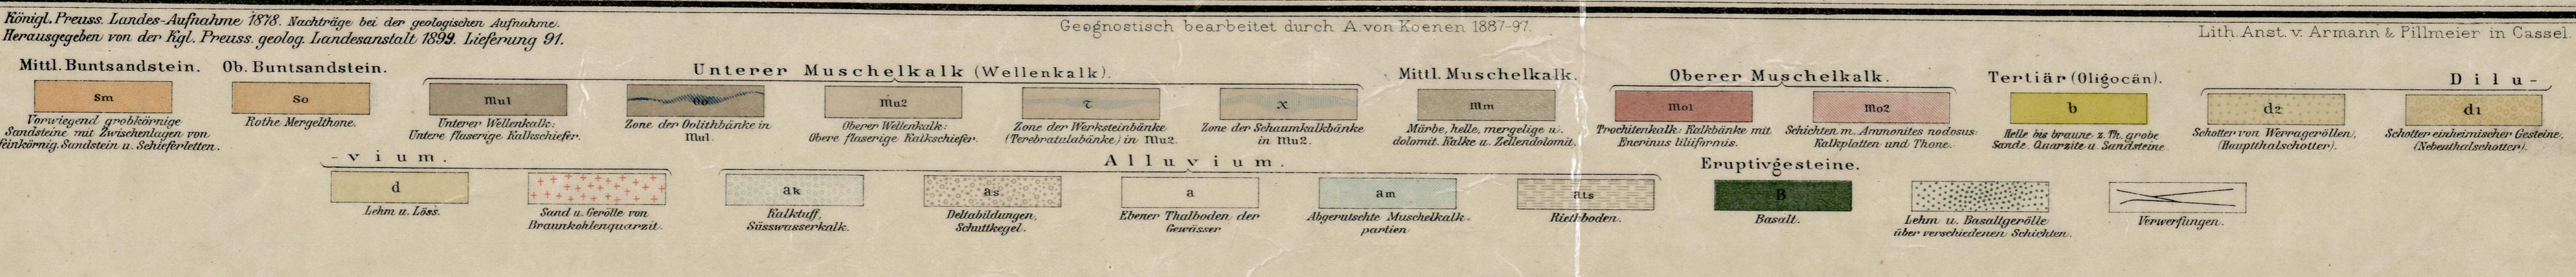 Königl. Preuss. Landes-Aufnahme 1878. Nachträge bei der geologischen Aufnahme.
Herausgegeben von der Kgl. Preuss. geolog. Landesanstalt 1899. Lieferung 91.
Geognostisch bearbeitet durch A. von Koenen 1887-97.
Lith. Anst. v. Armann & Pillmeier in Cassel.
Mittl. Buntsandstein.
sm
Vorwiegend grobkörnige
Sandsteine mit Zwischenlagen von
feinkörnig. Sandstein u. Schieferletten.
Ob. Buntsandstein.
so
Rothe Mergelthone.
Unterer Muschelkalk (Wellenkalk).
mu1
Unterer Wellenkalk:
Untere flaserige Kalkschiefer.
oo
Zone der Oolithbänke in
mu1.
mu2
Oberer Wellenkalk:
Obere flaserige Kalkschiefer.
τ
Zone der Werksteinbänke
(Terebratulabänke) in mu2.
χ
Zone der Schaumkalkbänke
in mu2.
Mittl. Muschelkalk.
mm
Mürbe, helle, mergelige u.
dolomit. Kalke u. Zellendolomit.
Oberer Muschelkalk.
mo1
Trochitenkalk: Kalkbänke mit
Encrinus liliiformis.
mo2
Schichten m. Ammonites nodosus:
Kalkplatten und Thone.
Tertiär (Oligocän).
b
Helle bis braune z. Th. grobe
Sande, Quarzite u. Sandsteine
Dilu-
d2
Schotter von Werrageröllen,
(Hauptthalschotter).
d1
Schotter einheimischer Gesteine,
(Nebenthalschotter).
-vium.
d
Lehm u. Löss.
Sand u. Gerölle von
Braunkohlenquarzit.
Alluvium.
ak
Kalktuff,
Süsswasserkalk.
as
Deltabildungen,
Schuttkegel.
a
Ebener Thalboden der
Gewässer
am
Abgerutschte Muschelkalk-
partien
ats
Riethboden.
Eruptivgesteine.
B
Basalt.
Lehm u. Basaltgerölle
über verschiedenen Schichten.
Verwerfungen.